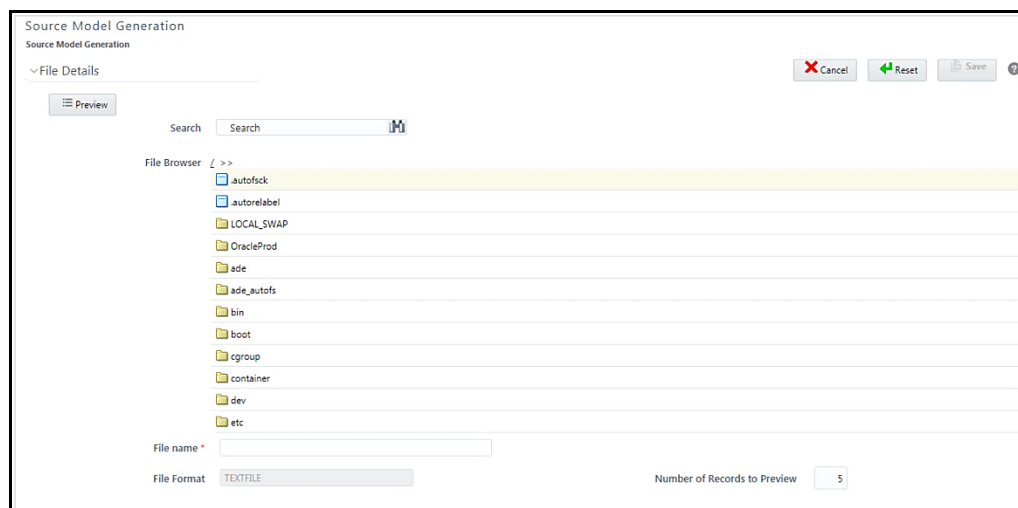 Source Model Generation
Source Model Generation
File Details
Cancel Reset Save ?
Preview
Search Search
File Browser / >>
.autofsck
.autorelabel
LOCAL_SWAP
OracleProd
ade
ade_autofs
bin
boot
cgroup
container
dev
etc
File name *
File Format TEXTFILE Number of Records to Preview 5